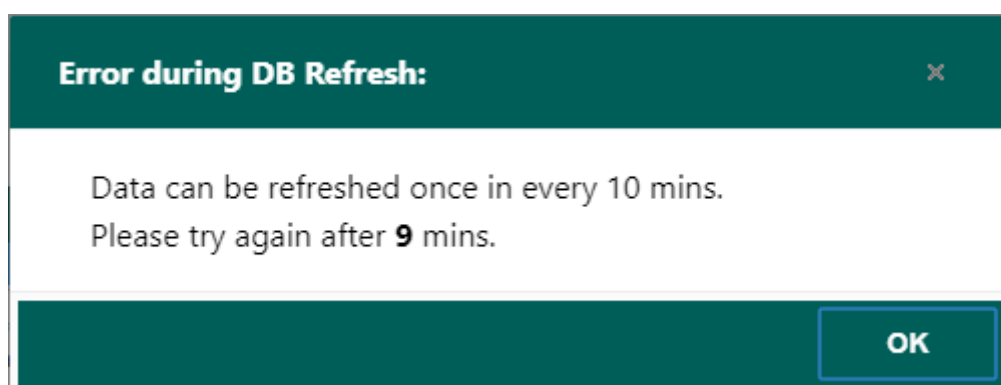 Error during DB Refresh:
×
Data can be refreshed once in every 10 mins.
Please try again after 9 mins.
OK